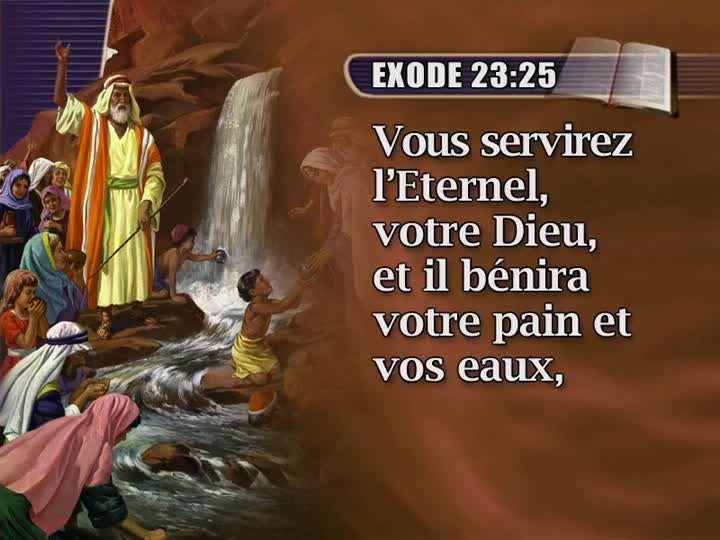 EXODE 23:25
Vous servirez
l'Eternel,
votre Dieu,
et il bénira
votre pain et
vos eaux,